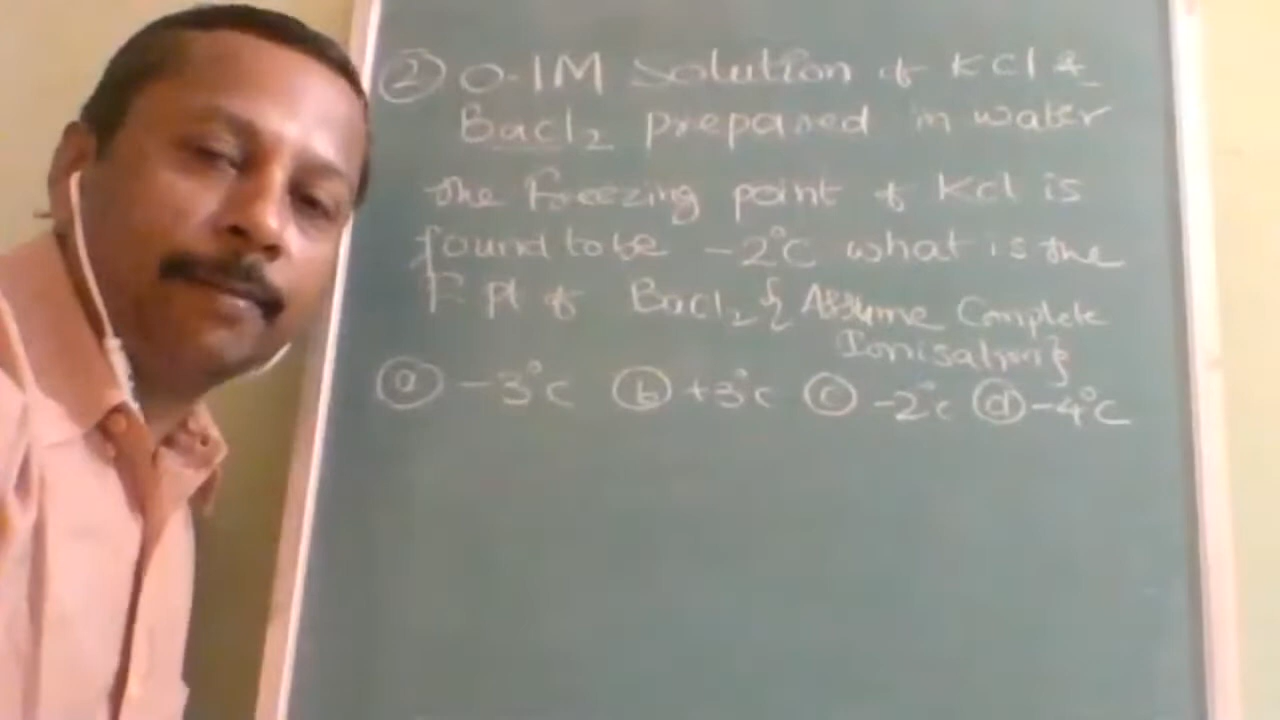 ② 0.1M Solution of KCl &
BaCl₂ prepared in water
the Freezing point of KCl is
found to be -2°C what is the
F. pt of BaCl₂ { Assume Complete
Ionisation}
ⓐ -3°C ⓑ +3°C ⓒ -2°C ⓓ -4°C